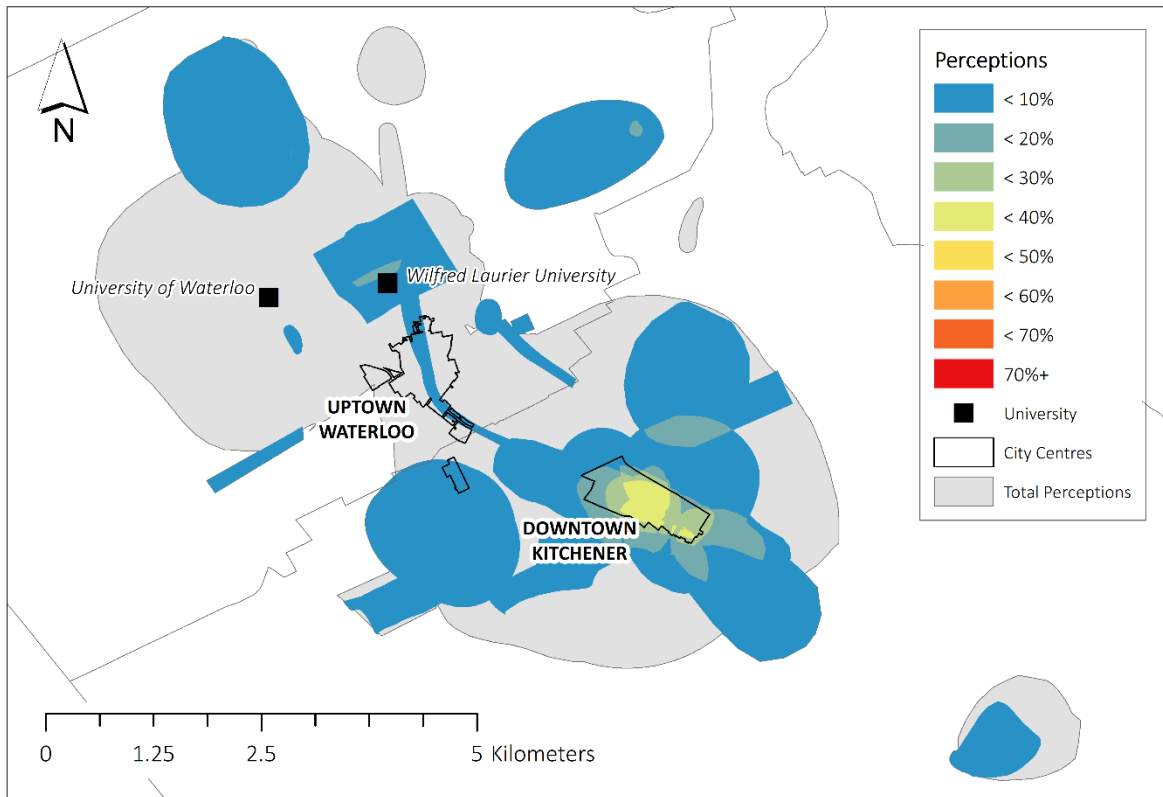 N
University of Waterloo
Wilfred Laurier University
UPTOWN
WATERLOO
DOWNTOWN
KITCHENER
0
1.25
2.5
5 Kilometers
Perceptions
< 10%
< 20%
< 30%
< 40%
< 50%
< 60%
< 70%
70%+
University
City Centres
Total Perceptions